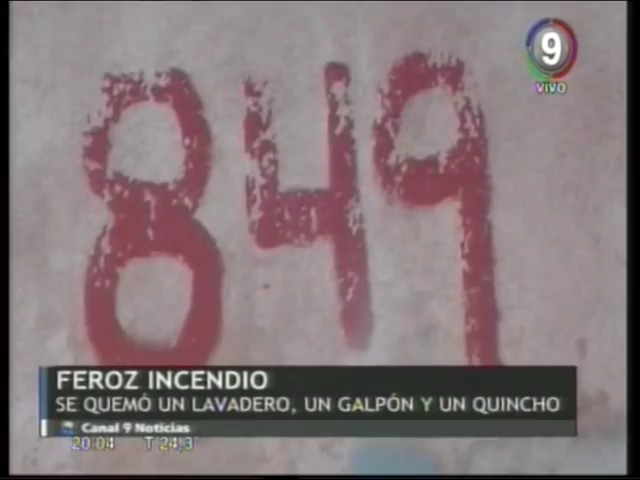 849
9
VIVO
FEROZ INCENDIO
SE QUEMÓ UN LAVADERO, UN GALPÓN Y UN QUINCHO
Canal 9 Noticias
20:04 T 24,3